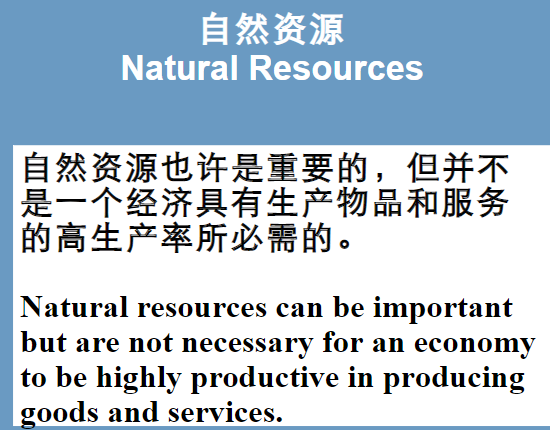 自然资源
Natural Resources
自然资源也许是重要的，但并不
是一个经济具有生产物品和服务
的高生产率所必需的。
Natural resources can be important
but are not necessary for an economy
to be highly productive in producing
goods and services.